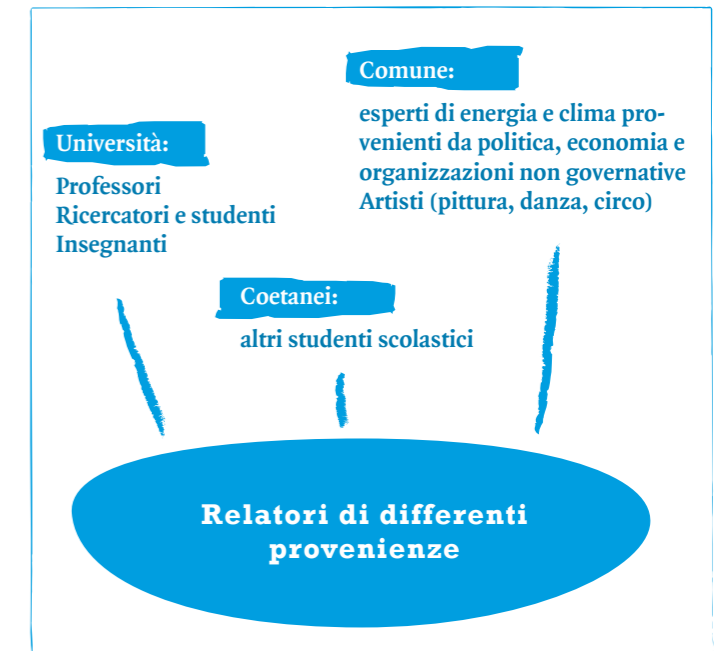 Comune:
esperti di energia e clima pro-
venienti da politica, economia e
organizzazioni non governative
Artisti (pittura, danza, circo)
Università:
Professori
Ricercatori e studenti
Insegnanti
Coetanei:
altri studenti scolastici
Relatori di differenti
provenienze